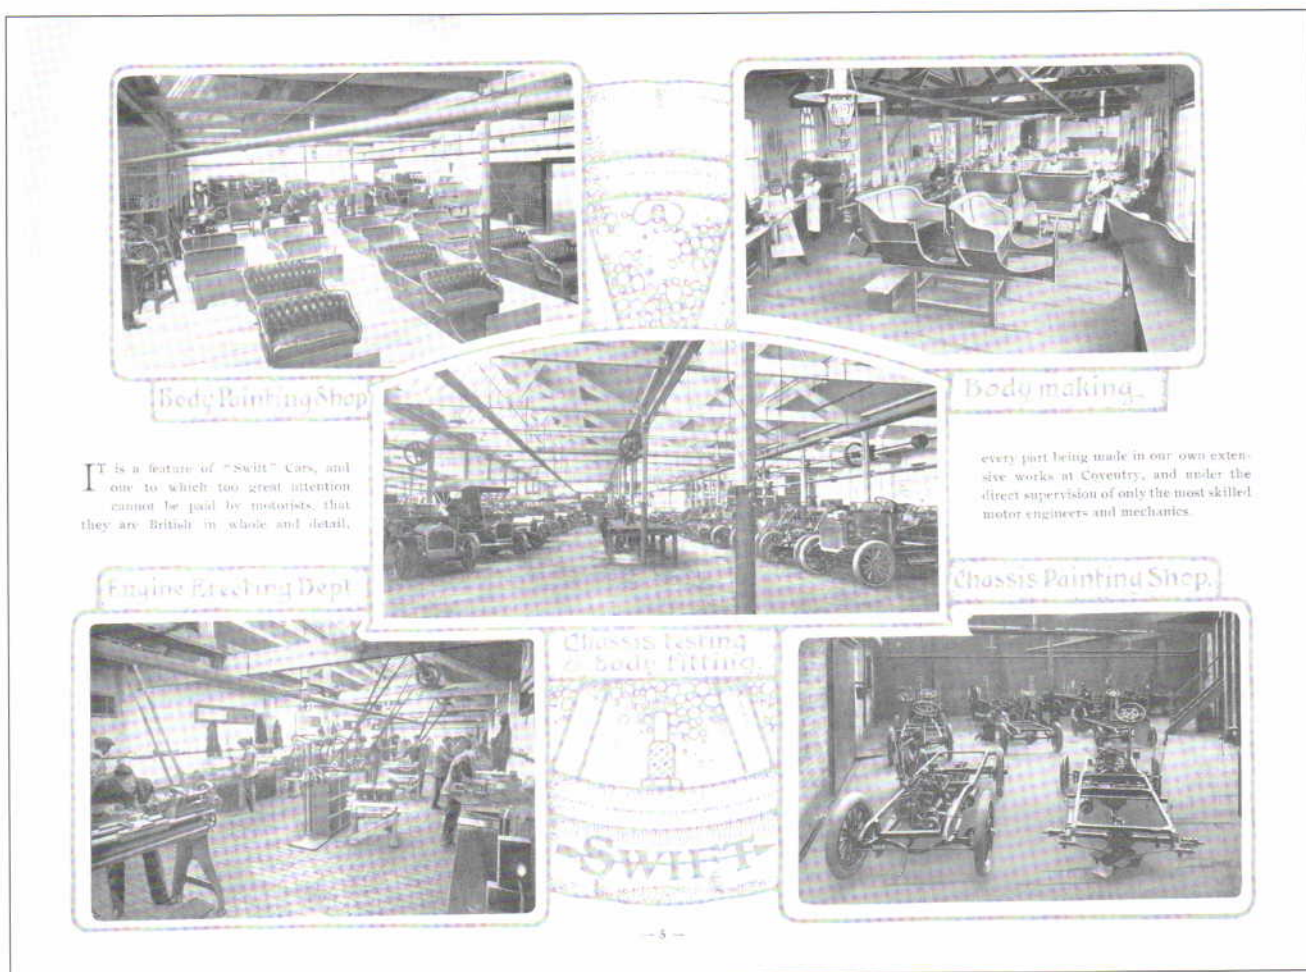 Body Painting Shop
Body making
IT is a feature of "Swift" Cars, and
one to which too great attention
cannot be paid by motorists, that
they are British in whole and detail,
every part being made in our own exten-
sive works at Coventry, and under the
direct supervision of only the most skilled
motor engineers and mechanics.
Engine Erecting Dept
Chassis Painting Shop.
Chassis testing
& Body Fitting.
SWIFT
— 5 —